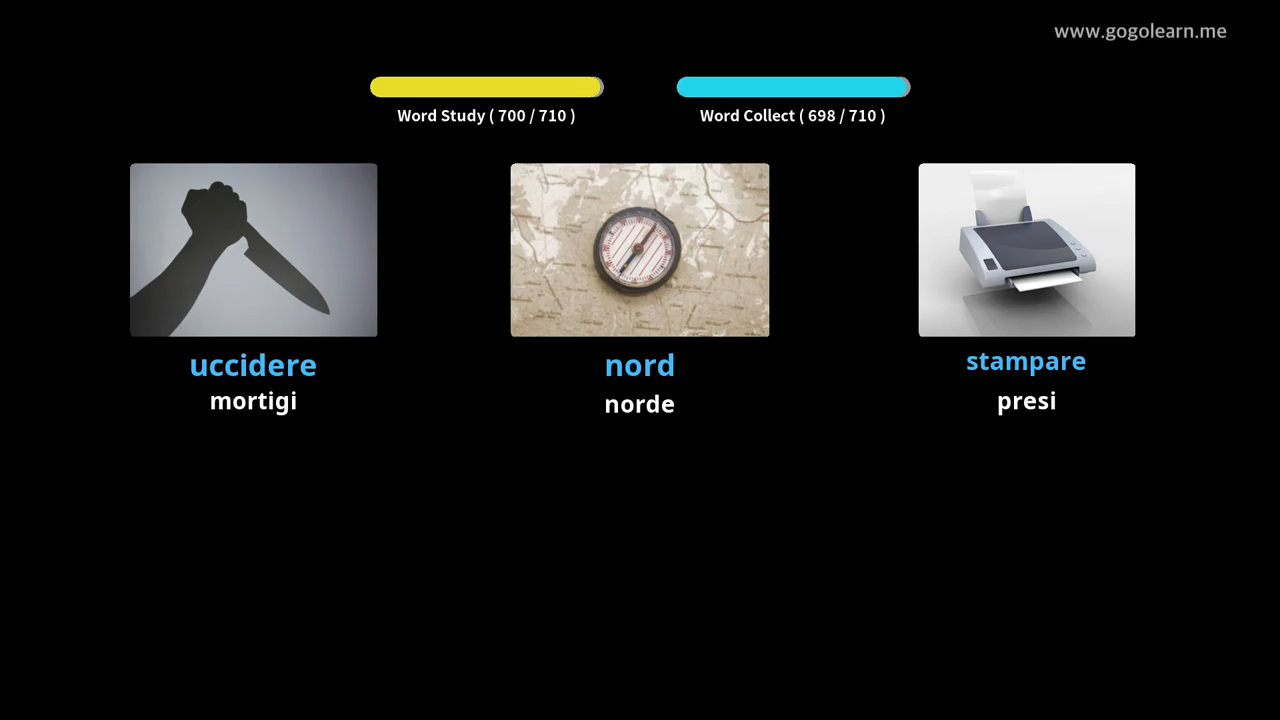 www.gogolearn.me
Word Study ( 700 / 710 )
Word Collect ( 698 / 710 )
uccidere
mortigi
nord
norde
stampare
presi